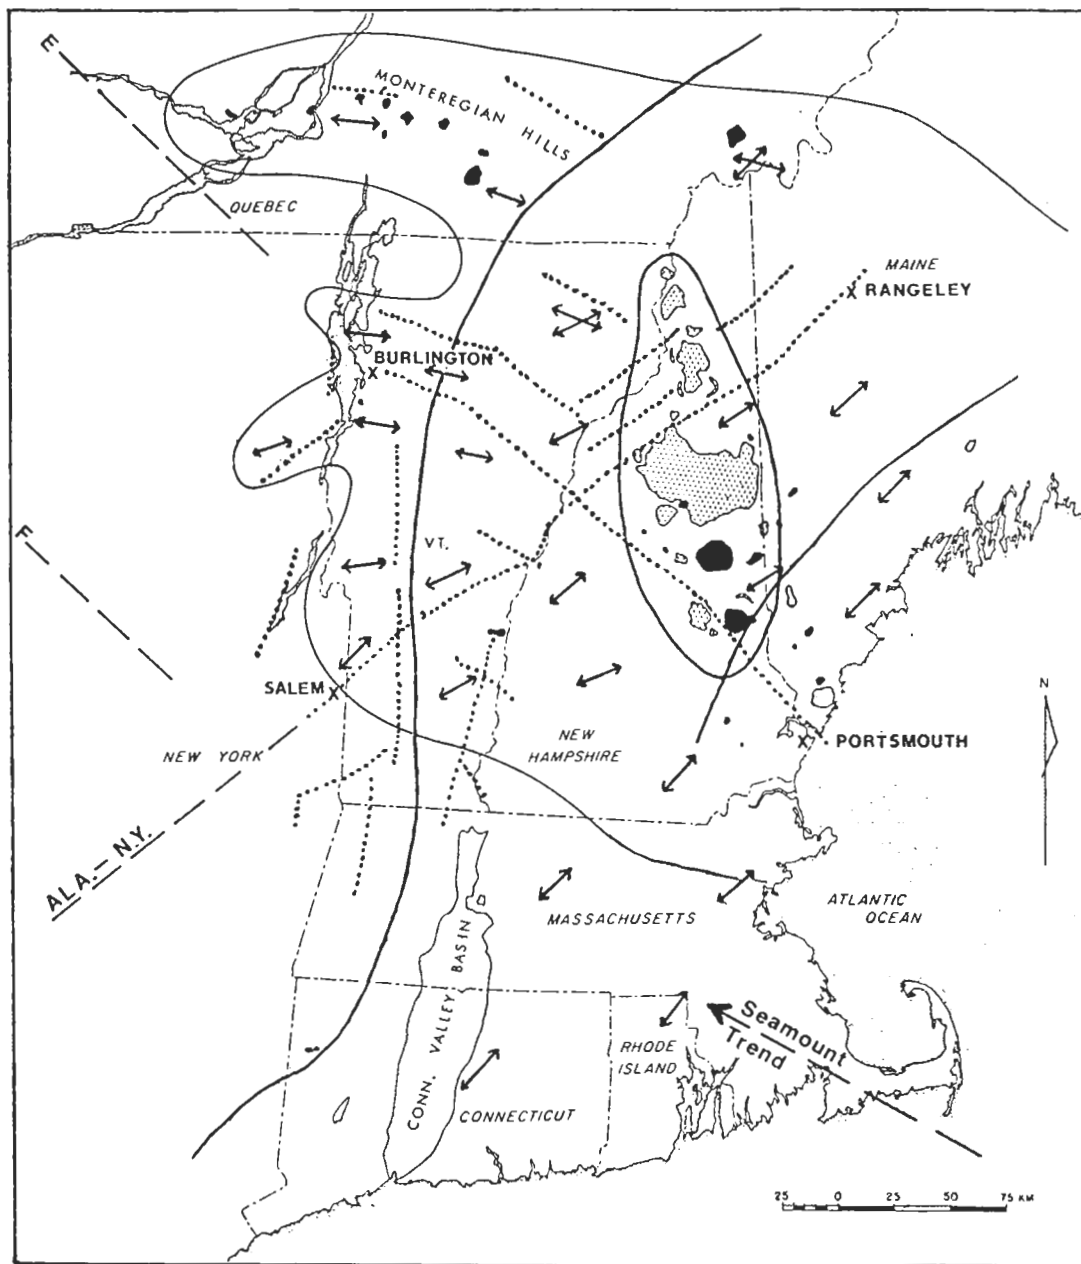 E
MONTEREGIAN HILLS
QUEBEC
MAINE
X RANGELEY
BURLINGTON
X
F
VT.
SALEM X
NEW YORK
NEW
HAMPSHIRE
X PORTSMOUTH
N
ALA.—N.Y.
MASSACHUSETTS
ATLANTIC
OCEAN
CONN. VALLEY BASIN
Seamount
Trend
RHODE
ISLAND
CONNECTICUT
25 0 25 50 75 KM